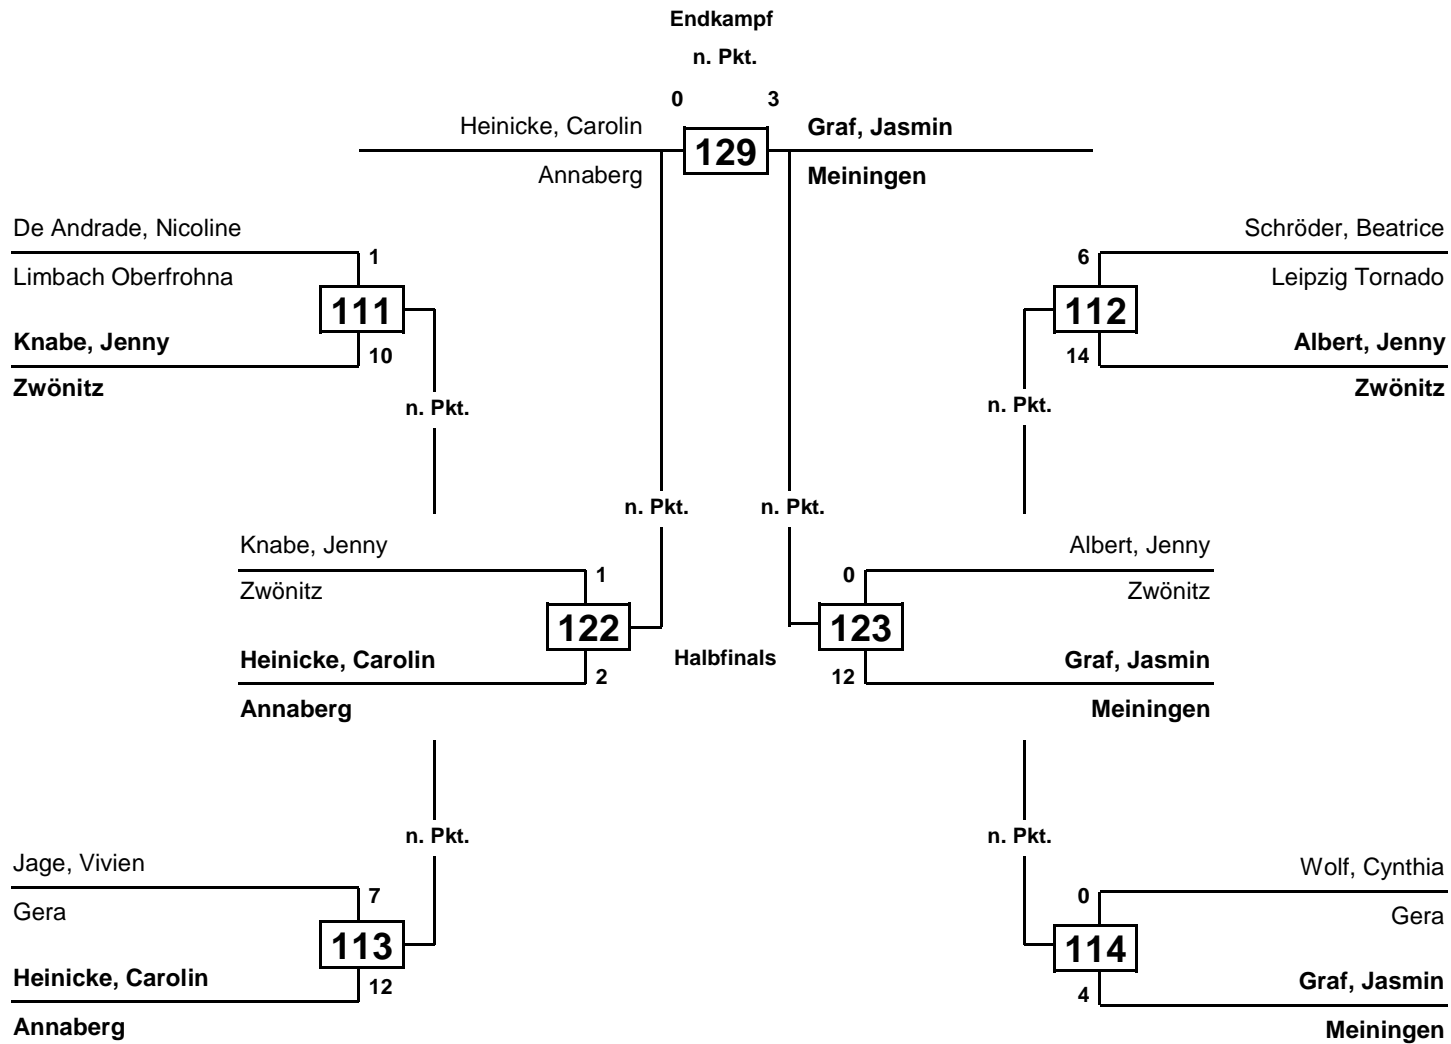 Endkampf
n. Pkt.
0 3
Heinicke, Carolin 129 Graf, Jasmin
Annaberg Meiningen
De Andrade, Nicoline
1
Limbach Oberfrohna
111
Knabe, Jenny
10
Zwönitz
n. Pkt.
Schröder, Beatrice
6
Leipzig Tornado
112
Albert, Jenny
14
Zwönitz
n. Pkt.
n. Pkt. n. Pkt.
Knabe, Jenny
1
Zwönitz
122
Heinicke, Carolin
2
Annaberg
Halbfinals
Albert, Jenny
0
Zwönitz
123
Graf, Jasmin
12
Meiningen
n. Pkt.
Jage, Vivien
7
Gera
113
Heinicke, Carolin
12
Annaberg
n. Pkt.
Wolf, Cynthia
0
Gera
114
Graf, Jasmin
4
Meiningen